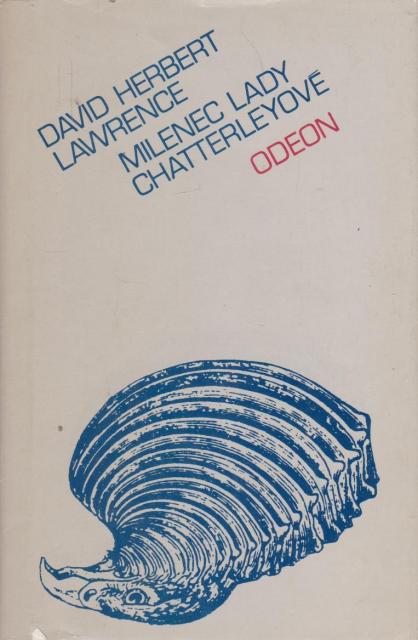 DAVID HERBERT
LAWRENCE
MILENEC LADY
CHATTERLEYOVÉ
ODEON